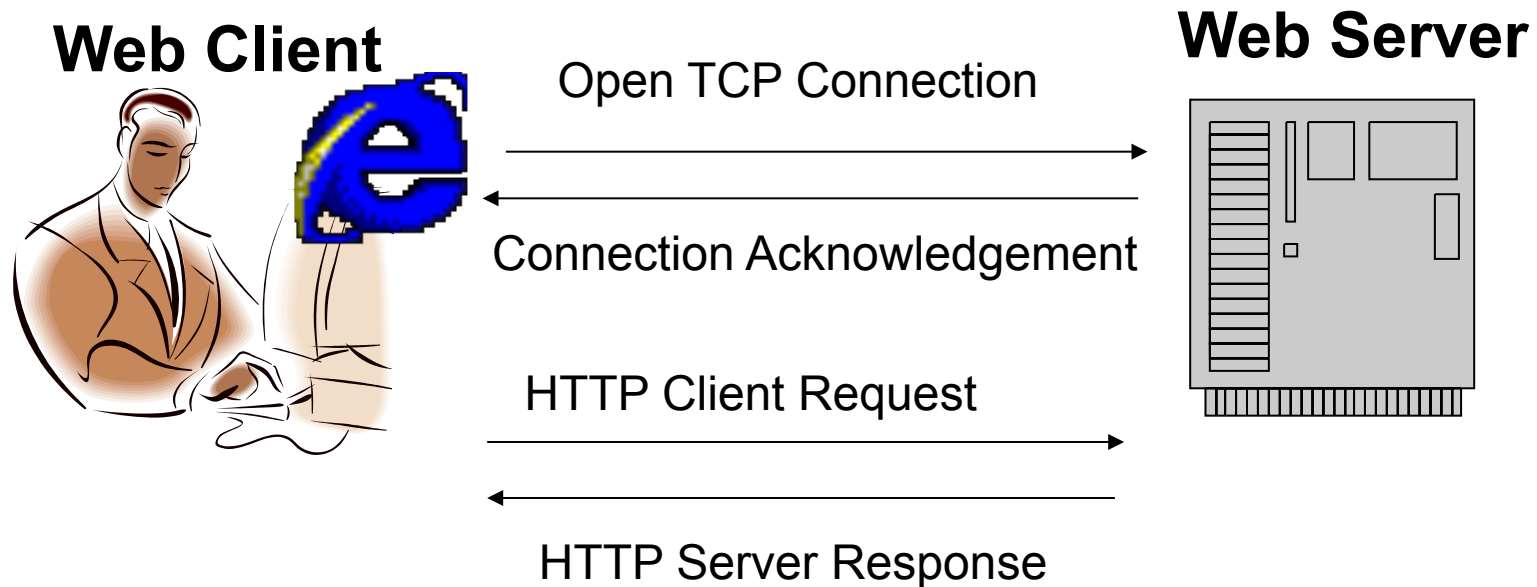 Web Client
Web Server
Open TCP Connection
Connection Acknowledgement
HTTP Client Request
HTTP Server Response